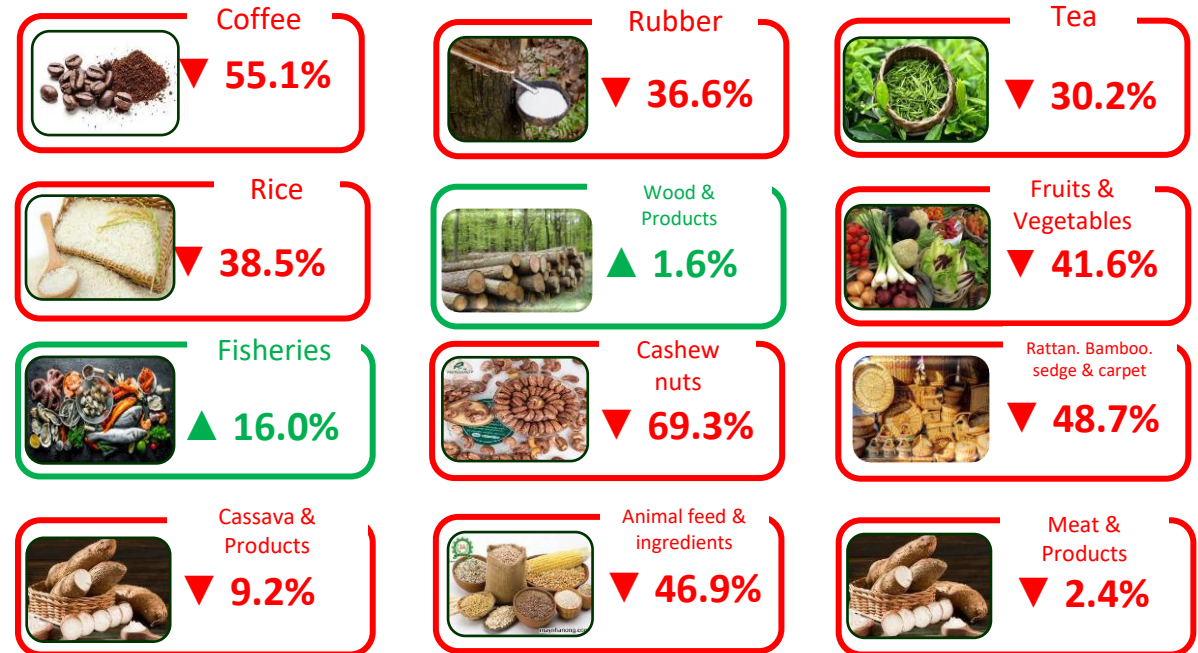 Coffee
▼ 55.1%
Rubber
▼ 36.6%
Tea
▼ 30.2%
Rice
▼ 38.5%
Wood &
Products
▲ 1.6%
Fruits &
Vegetables
▼ 41.6%
Fisheries
▲ 16.0%
Cashew
nuts
▼ 69.3%
Rattan. Bamboo.
sedge & carpet
▼ 48.7%
Cassava &
Products
▼ 9.2%
Animal feed &
ingredients
▼ 46.9%
Meat &
Products
▼ 2.4%